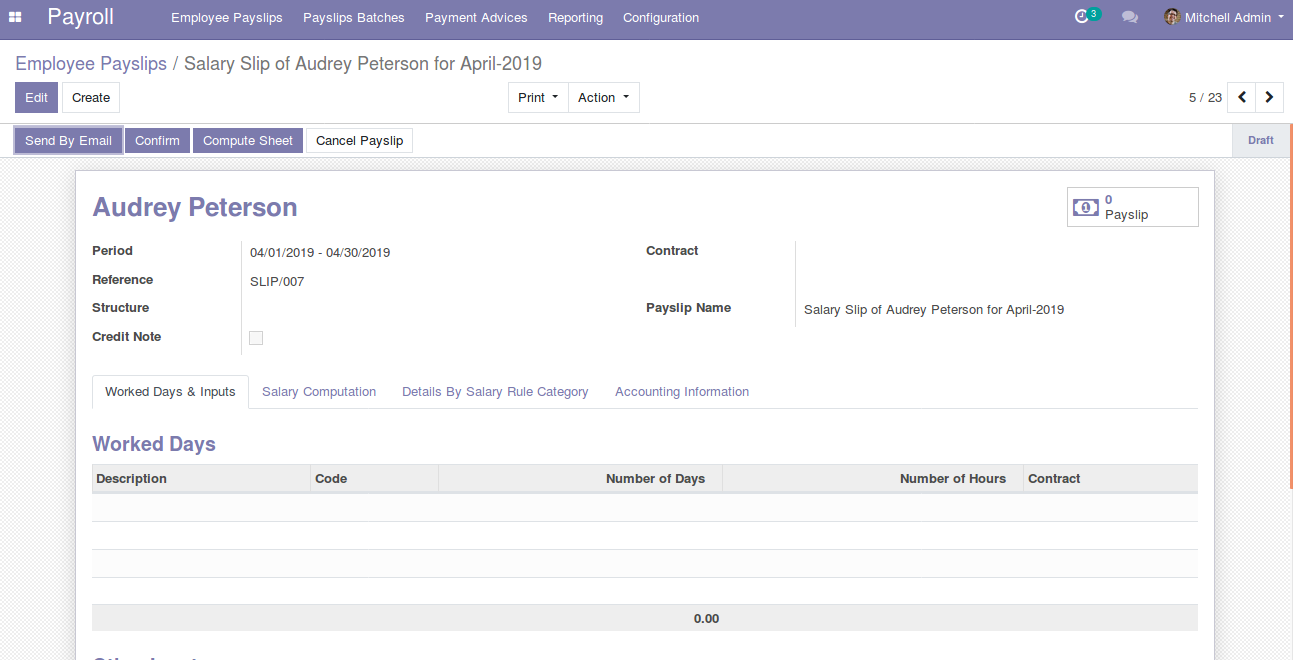 Payroll Employee Payslips Payslips Batches Payment Advices Reporting Configuration 3 Mitchell Admin
Employee Payslips / Salary Slip of Audrey Peterson for April-2019
Edit Create Print Action 5 / 23
Send By Email Confirm Compute Sheet Cancel Payslip Draft
Audrey Peterson
0
Payslip
Period 04/01/2019 - 04/30/2019 Contract
Reference SLIP/007
Structure Payslip Name Salary Slip of Audrey Peterson for April-2019
Credit Note
Worked Days & Inputs Salary Computation Details By Salary Rule Category Accounting Information
Worked Days
Description Code Number of Days Number of Hours Contract
0.00